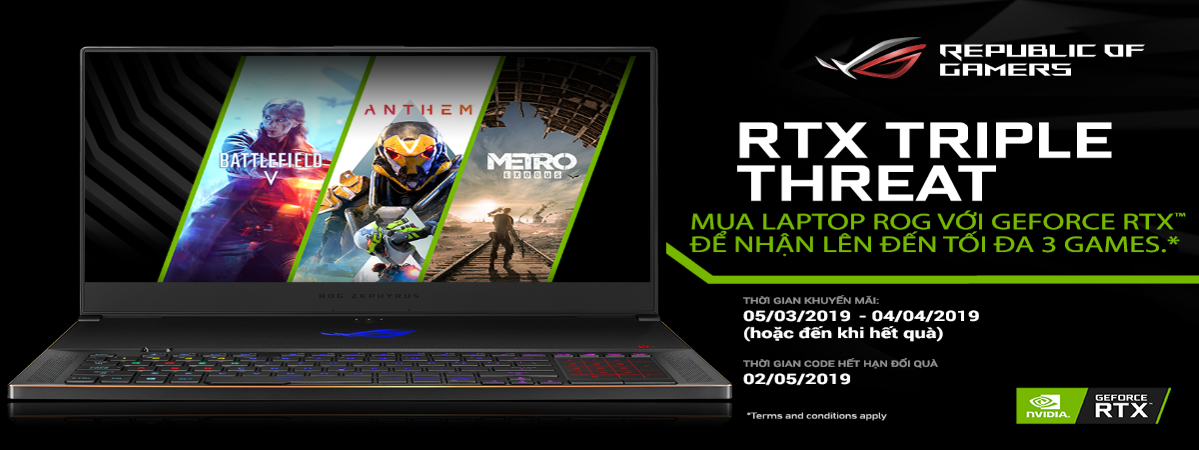 REPUBLIC OF
GAMERS
RTX TRIPLE
THREAT
MUA LAPTOP ROG VỚI GEFORCE RTX™
ĐỂ NHẬN LÊN ĐẾN TỐI ĐA 3 GAMES.*
THỜI GIAN KHUYẾN MÃI:
05/03/2019 - 04/04/2019
(hoặc đến khi hết quà)
THỜI GIAN CODE HẾT HẠN ĐỔI QUÀ
02/05/2019
*Terms and conditions apply
NVIDIA.
GEFORCE
RTX™
BATTLEFIELD
V
ANTHEM
METRO
EXODUS
ROG ZEPHYRUS